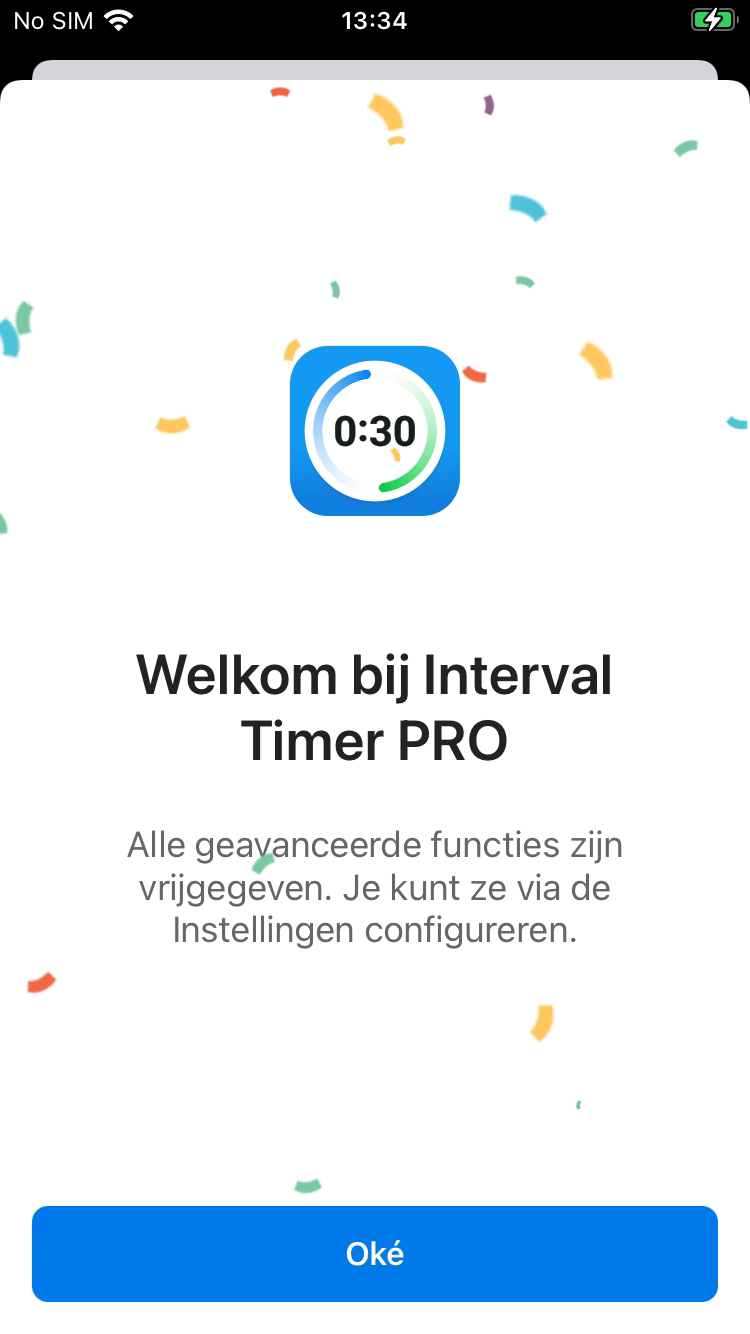 No SIM 13:34
0:30
Welkom bij Interval
Timer PRO
Alle geavanceerde functies zijn
vrijgegeven. Je kunt ze via de
Instellingen configureren.
Oké